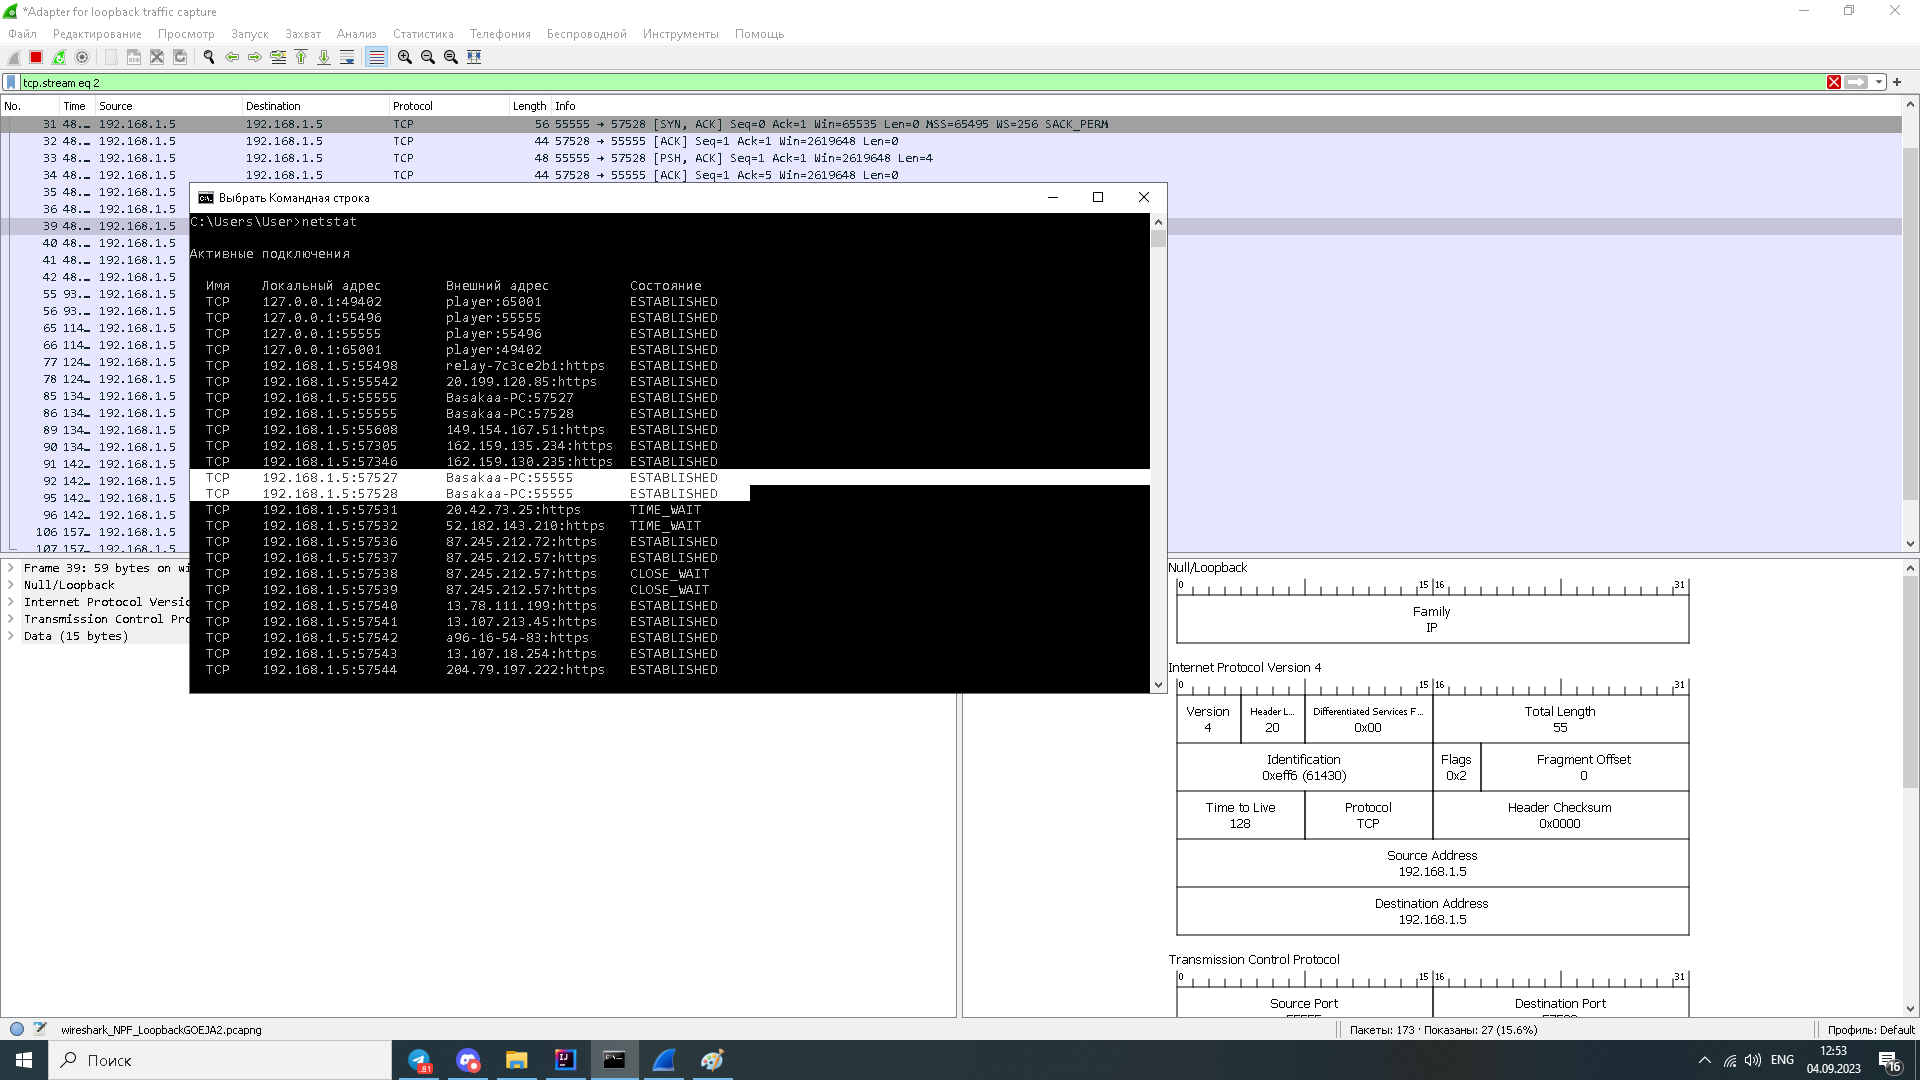 *Adapter for loopback traffic capture
Файл Редактирование Просмотр Запуск Захват Анализ Статистика Телефония Беспроводной Инструменты Помощь
tcp.stream eq 2
No. Time Source Destination Protocol Length Info
31 48… 192.168.1.5 192.168.1.5 TCP 56 55555 → 57528 [SYN, ACK] Seq=0 Ack=1 Win=65535 Len=0 MSS=65495 WS=256 SACK_PERM
32 48… 192.168.1.5 192.168.1.5 TCP 44 57528 → 55555 [ACK] Seq=1 Ack=1 Win=2619648 Len=0
33 48… 192.168.1.5 192.168.1.5 TCP 48 55555 → 57528 [PSH, ACK] Seq=1 Ack=1 Win=2619648 Len=4
34 48… 192.168.1.5 192.168.1.5 TCP 44 57528 → 55555 [ACK] Seq=1 Ack=5 Win=2619648 Len=0
35 48… 192.168.1.5
36 48… 192.168.1.5
39 48… 192.168.1.5
40 48… 192.168.1.5
41 48… 192.168.1.5
42 48… 192.168.1.5
55 93… 192.168.1.5
56 93… 192.168.1.5
65 114… 192.168.1.5
66 114… 192.168.1.5
77 124… 192.168.1.5
78 124… 192.168.1.5
85 134… 192.168.1.5
86 134… 192.168.1.5
89 134… 192.168.1.5
90 134… 192.168.1.5
91 142… 192.168.1.5
92 142… 192.168.1.5
95 142… 192.168.1.5
96 142… 192.168.1.5
106 157… 192.168.1.5
107 157… 192.168.1.5
Выбрать Командная строка
C:\Users\User>netstat
Активные подключения
Имя Локальный адрес Внешний адрес Состояние
TCP 127.0.0.1:49402 player:65001 ESTABLISHED
TCP 127.0.0.1:55496 player:55555 ESTABLISHED
TCP 127.0.0.1:55555 player:55496 ESTABLISHED
TCP 127.0.0.1:65001 player:49402 ESTABLISHED
TCP 192.168.1.5:55498 relay-7c3ce2b1:https ESTABLISHED
TCP 192.168.1.5:55542 20.199.120.85:https ESTABLISHED
TCP 192.168.1.5:55555 Basakaa-PC:57527 ESTABLISHED
TCP 192.168.1.5:55555 Basakaa-PC:57528 ESTABLISHED
TCP 192.168.1.5:55608 149.154.167.51:https ESTABLISHED
TCP 192.168.1.5:57305 162.159.135.234:https ESTABLISHED
TCP 192.168.1.5:57346 162.159.130.235:https ESTABLISHED
TCP 192.168.1.5:57527 Basakaa-PC:55555 ESTABLISHED
TCP 192.168.1.5:57528 Basakaa-PC:55555 ESTABLISHED
TCP 192.168.1.5:57531 20.42.73.25:https TIME_WAIT
TCP 192.168.1.5:57532 52.182.143.210:https TIME_WAIT
TCP 192.168.1.5:57536 87.245.212.72:https ESTABLISHED
TCP 192.168.1.5:57537 87.245.212.57:https ESTABLISHED
TCP 192.168.1.5:57538 87.245.212.57:https CLOSE_WAIT
TCP 192.168.1.5:57539 87.245.212.57:https CLOSE_WAIT
TCP 192.168.1.5:57540 13.78.111.199:https ESTABLISHED
TCP 192.168.1.5:57541 13.107.213.45:https ESTABLISHED
TCP 192.168.1.5:57542 a96-16-54-83:https ESTABLISHED
TCP 192.168.1.5:57543 13.107.18.254:https ESTABLISHED
TCP 192.168.1.5:57544 204.79.197.222:https ESTABLISHED
Frame 39: 59 bytes on wi
Null/Loopback
Internet Protocol Versio
Transmission Control Pro
Data (15 bytes)
Null/Loopback
0 15 16 31
Family
IP
Internet Protocol Version 4
0 15 16 31
Version Header L... Differentiated Services F... Total Length
4 20 0x00 55
Identification Flags Fragment Offset
0xeff6 (61430) 0x2 0
Time to Live Protocol Header Checksum
128 TCP 0x0000
Source Address
192.168.1.5
Destination Address
192.168.1.5
Transmission Control Protocol
0 15 16 31
Source Port Destination Port
wireshark_NPF_LoopbackGOEJA2.pcapng
Пакеты: 173 · Показаны: 27 (15.6%)
Профиль: Default
Поиск
81
ENG
12:53
04.09.2023
16